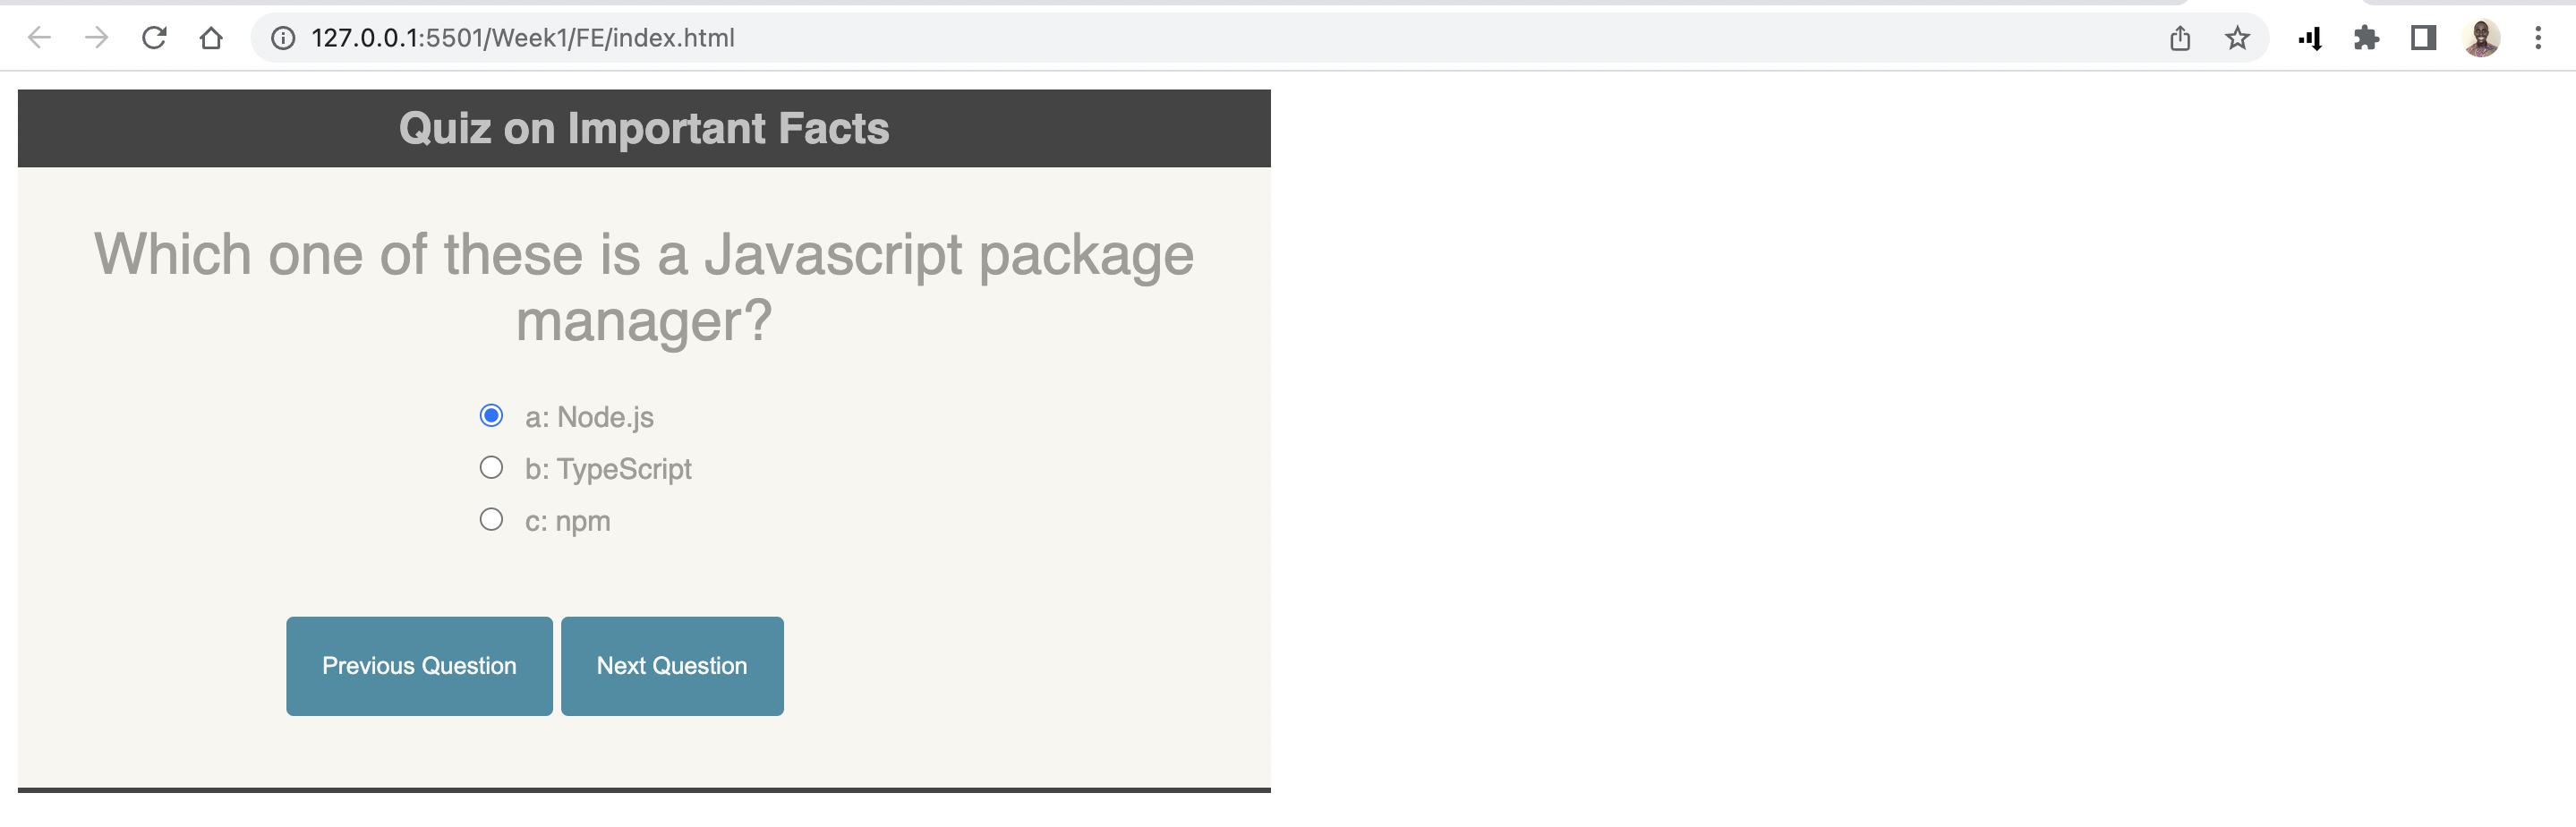 127.0.0.1:5501/Week1/FE/index.html
Quiz on Important Facts
Which one of these is a Javascript package
manager?
a: Node.js
b: TypeScript
c: npm
Previous Question Next Question